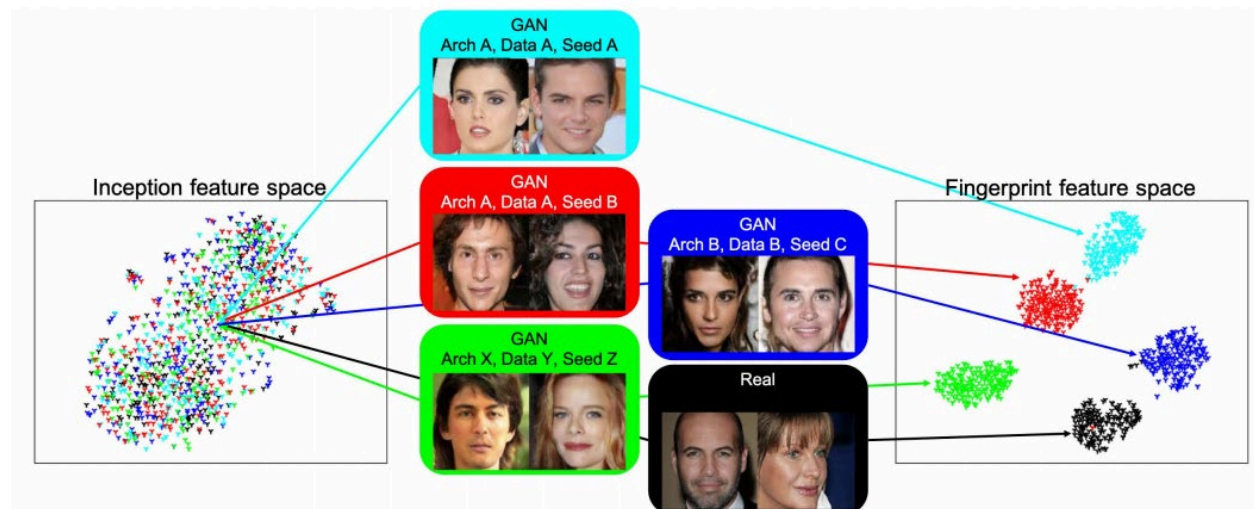 GAN
Arch A, Data A, Seed A
Inception feature space
GAN
Arch A, Data A, Seed B
GAN
Arch B, Data B, Seed C
Fingerprint feature space
GAN
Arch X, Data Y, Seed Z
Real